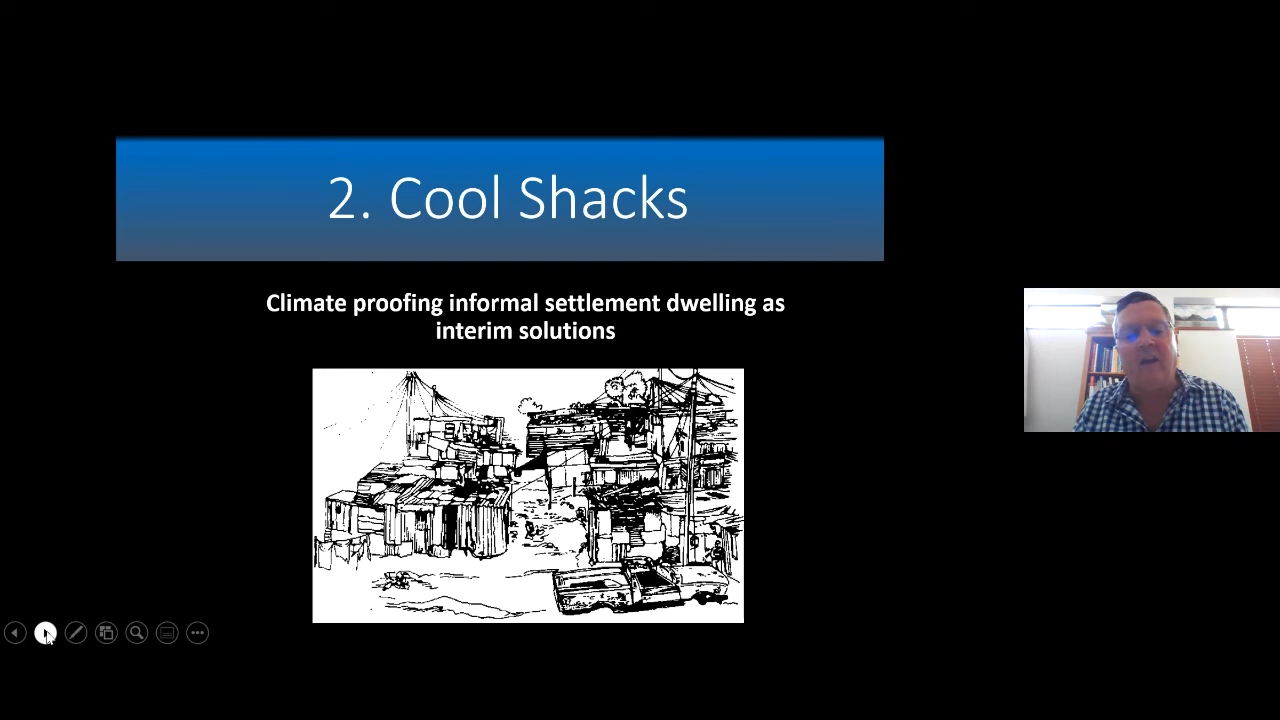 2. Cool Shacks
Climate proofing informal settlement dwelling as
interim solutions